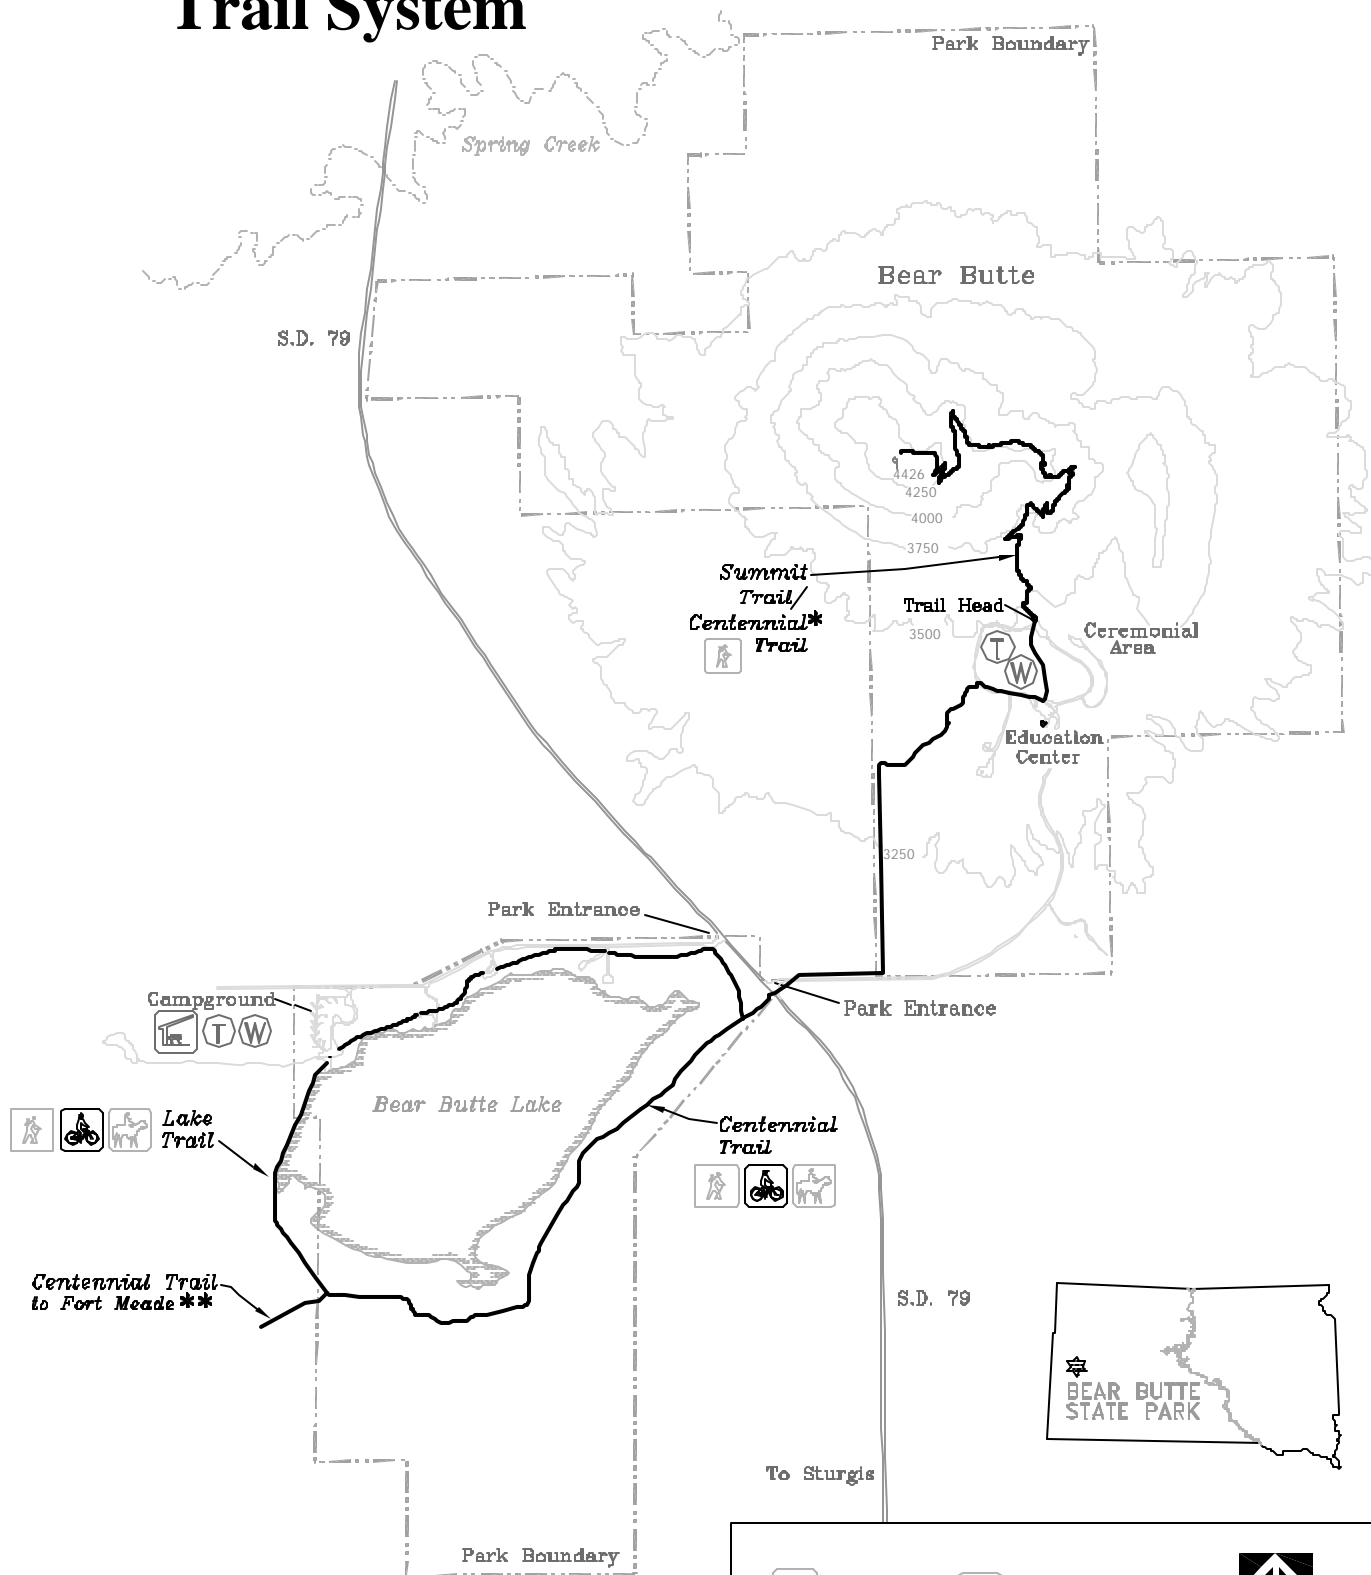 Trail System
Park Boundary
Spring Creek
Bear Butte
S.D. 79
4426
4250
4000
3750
Summit
Trail/
Centennial*
Trail
Trail Head
3500
Ceremonial
Area
T
W
Education
Center
3250
Park Entrance
Campground
T W
Park Entrance
Bear Butte Lake
Lake
Trail
Centennial
Trail
Centennial Trail
to Fort Meade**
S.D. 79
BEAR BUTTE
STATE PARK
To Sturgis
Park Boundary